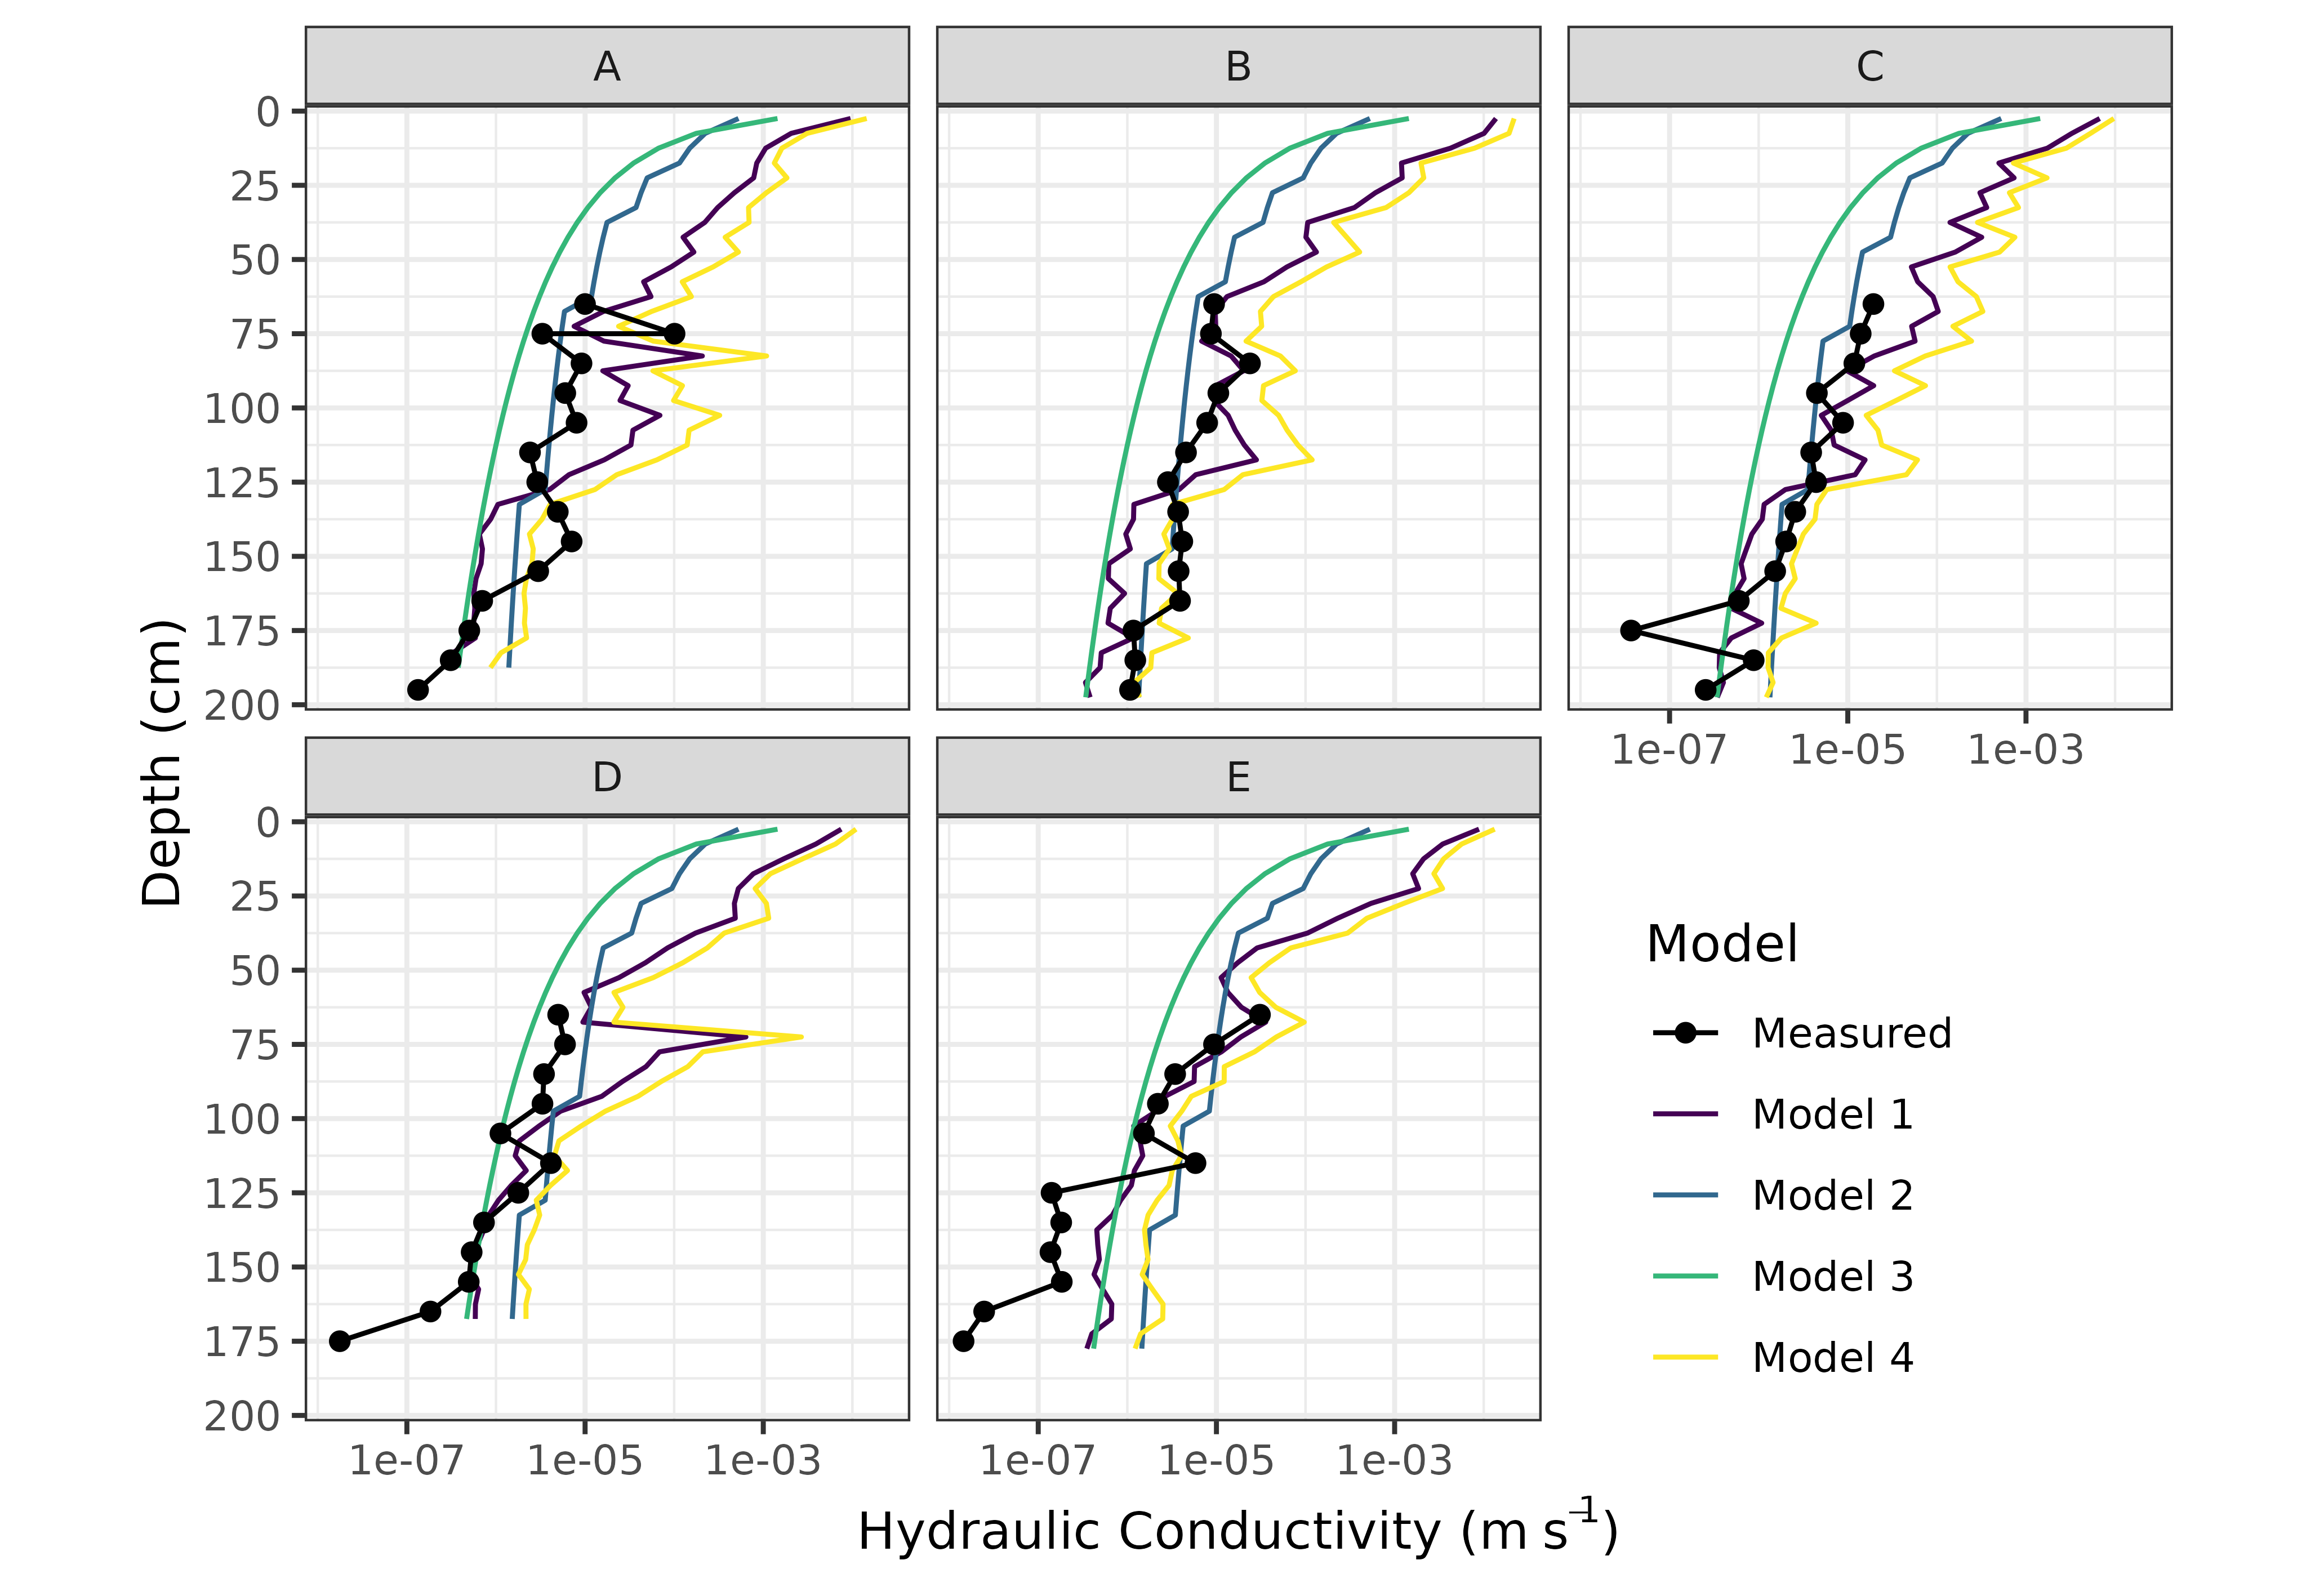 A
B
C
0
25
50
75
100
125
150
175
200
1e-07 1e-05 1e-03
D
E
0
25
50
75
100
125
150
175
200
1e-07 1e-05 1e-03
1e-07 1e-05 1e-03
Depth (cm)
Hydraulic Conductivity (m s⁻¹)
Model
Measured
Model 1
Model 2
Model 3
Model 4